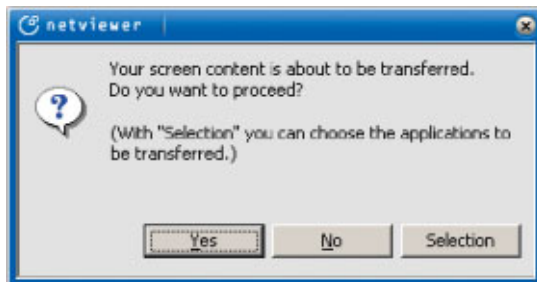 netviewer
Your screen content is about to be transferred.
Do you want to proceed?
(With "Selection" you can choose the applications to
be transferred.)
Yes
No
Selection